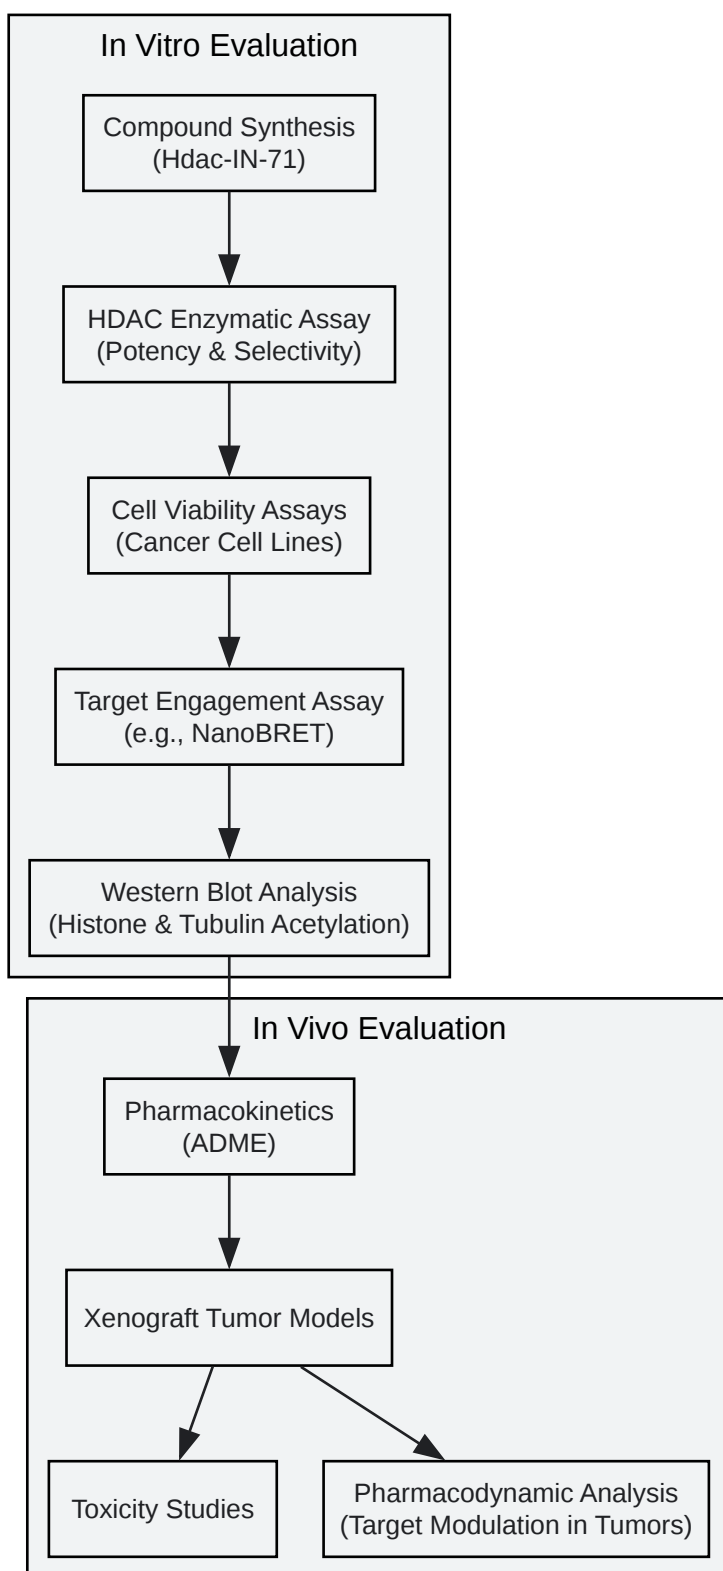 In Vitro Evaluation
Compound Synthesis
(Hdac-IN-71)
HDAC Enzymatic Assay
(Potency & Selectivity)
Cell Viability Assays
(Cancer Cell Lines)
Target Engagement Assay
(e.g., NanoBRET)
Western Blot Analysis
(Histone & Tubulin Acetylation)
In Vivo Evaluation
Pharmacokinetics
(ADME)
Xenograft Tumor Models
Toxicity Studies
Pharmacodynamic Analysis
(Target Modulation in Tumors)